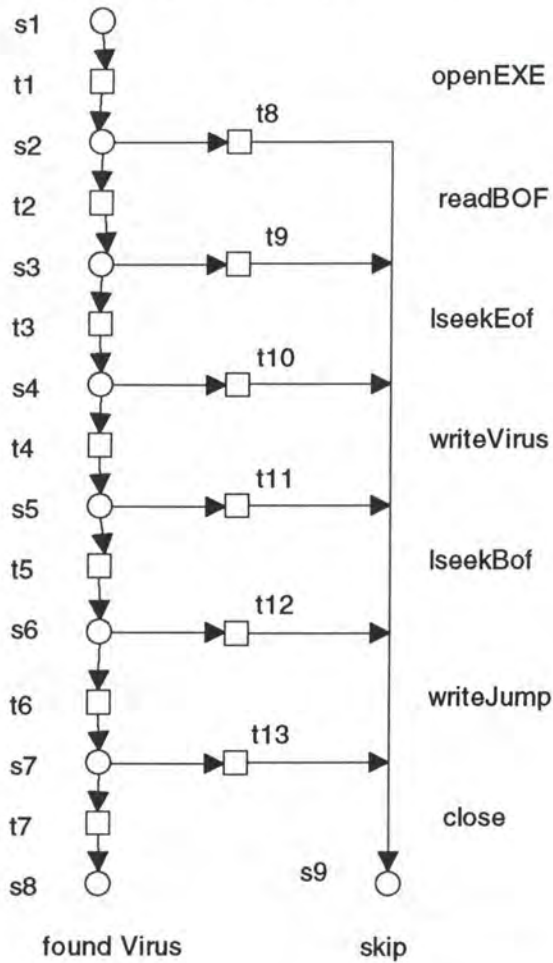 s1
t1 openEXE
t8
s2
t2 readBOF
t9
s3
t3 lseekEof
t10
s4
t4 writeVirus
t11
s5
t5 lseekBof
t12
s6
t6 writeJump
t13
s7
t7 close
s8 s9
found Virus skip